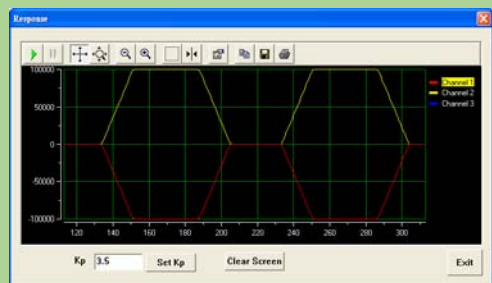 Response
100000
50000
0
-50000
-100000
120 140 160 180 200 220 240 260 280 300
Channel 1
Channel 2
Channel 3
Kp 3.5 Set Kp Clear Screen Exit